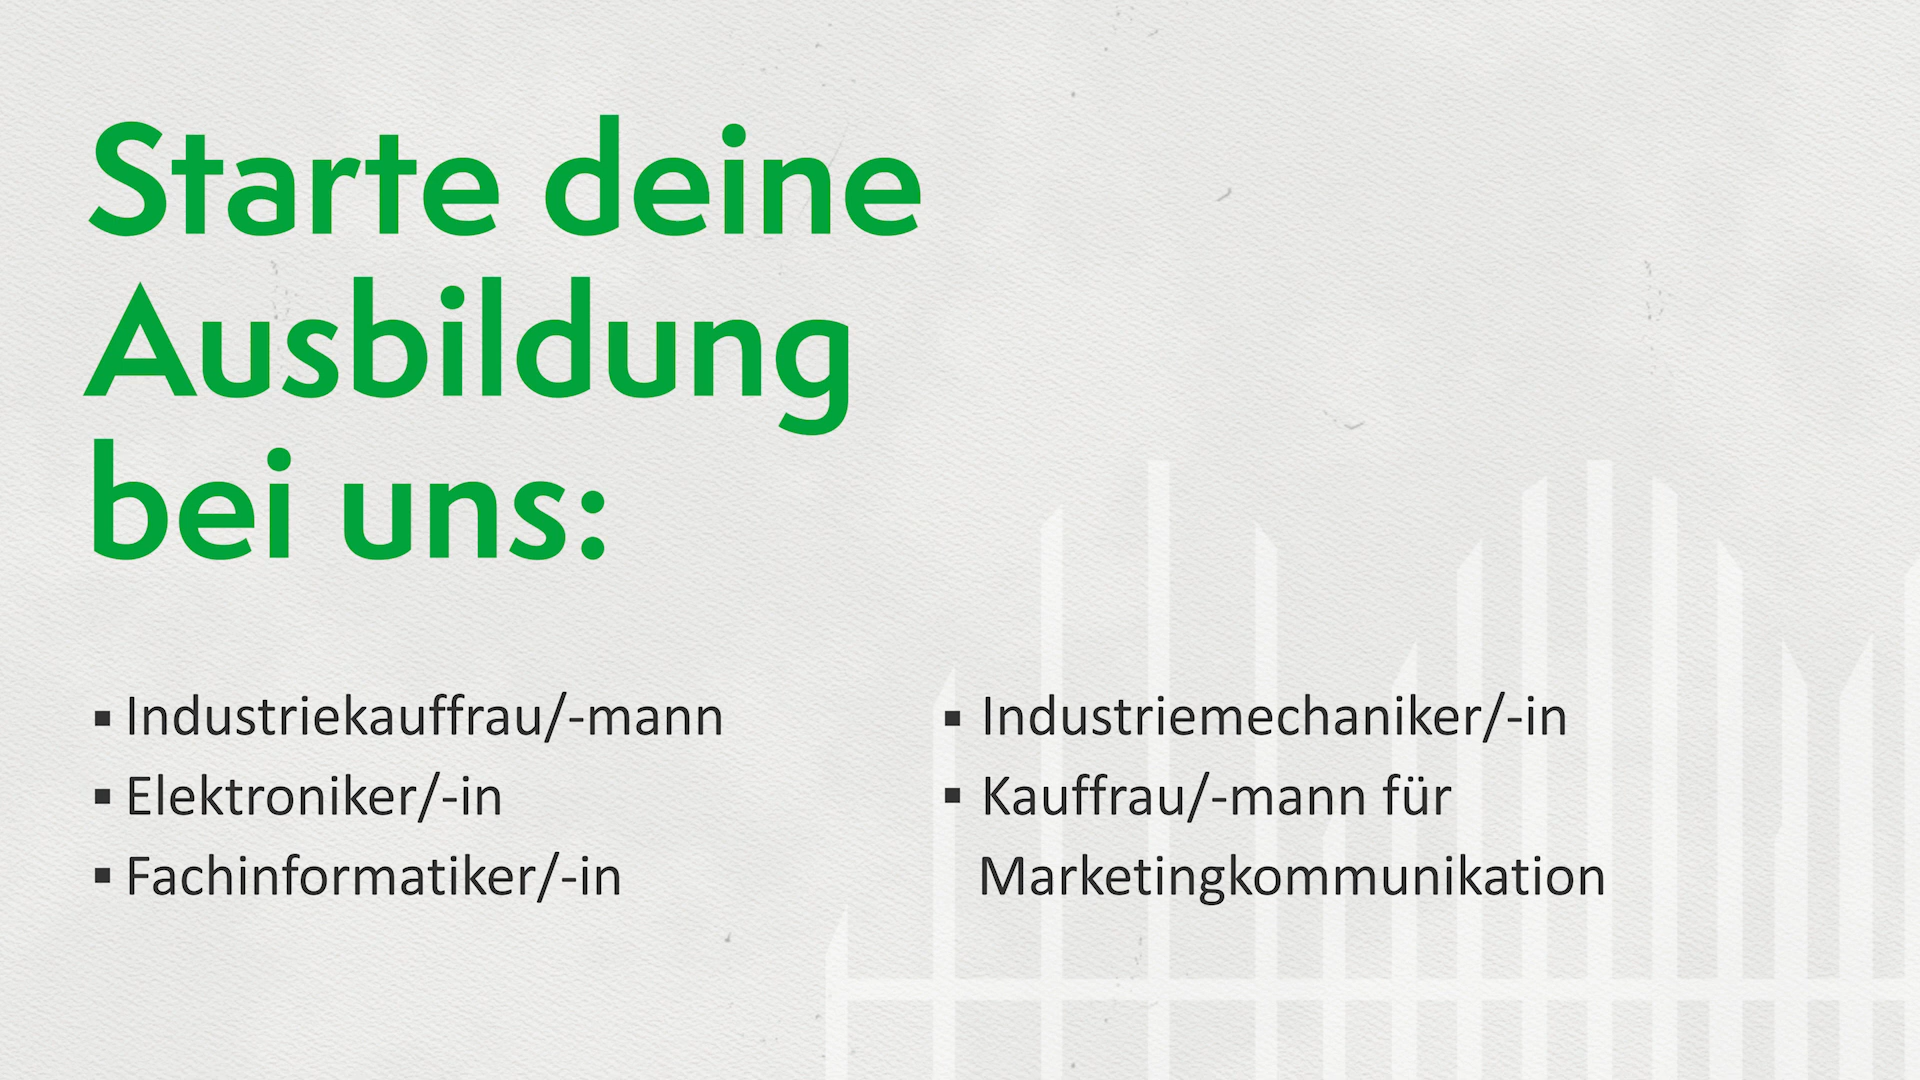 Starte deine
Ausbildung
bei uns:
▪ Industriekauffrau/-mann
▪ Elektroniker/-in
▪ Fachinformatiker/-in
▪ Industriemechaniker/-in
▪ Kauffrau/-mann für
Marketingkommunikation